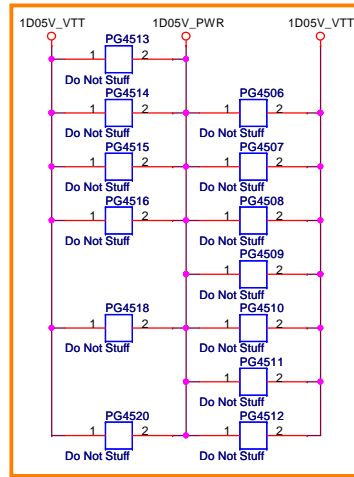 1D05V_VTT 1D05V_PWR 1D05V_VTT
PG4513
1 2
Do Not Stuff
PG4514 PG4506
1 2 1 2
Do Not Stuff Do Not Stuff
PG4515 PG4507
1 2 1 2
Do Not Stuff Do Not Stuff
PG4516 PG4508
1 2 1 2
Do Not Stuff Do Not Stuff
PG4509
1 2
Do Not Stuff
PG4518 PG4510
1 2 1 2
Do Not Stuff Do Not Stuff
PG4511
1 2
Do Not Stuff
PG4520 PG4512
1 2 1 2
Do Not Stuff Do Not Stuff